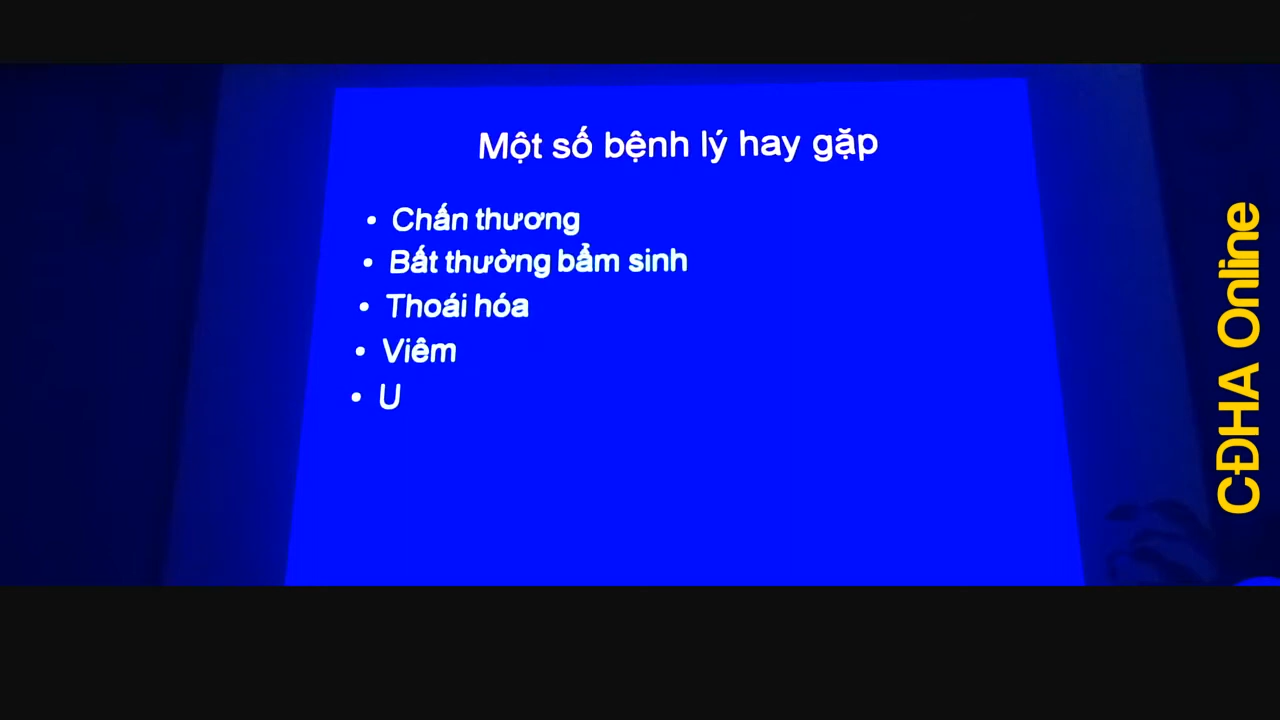 Một số bệnh lý hay gặp
• Chấn thương
• Bất thường bẩm sinh
• Thoái hóa
• Viêm
• U
CĐHA Online